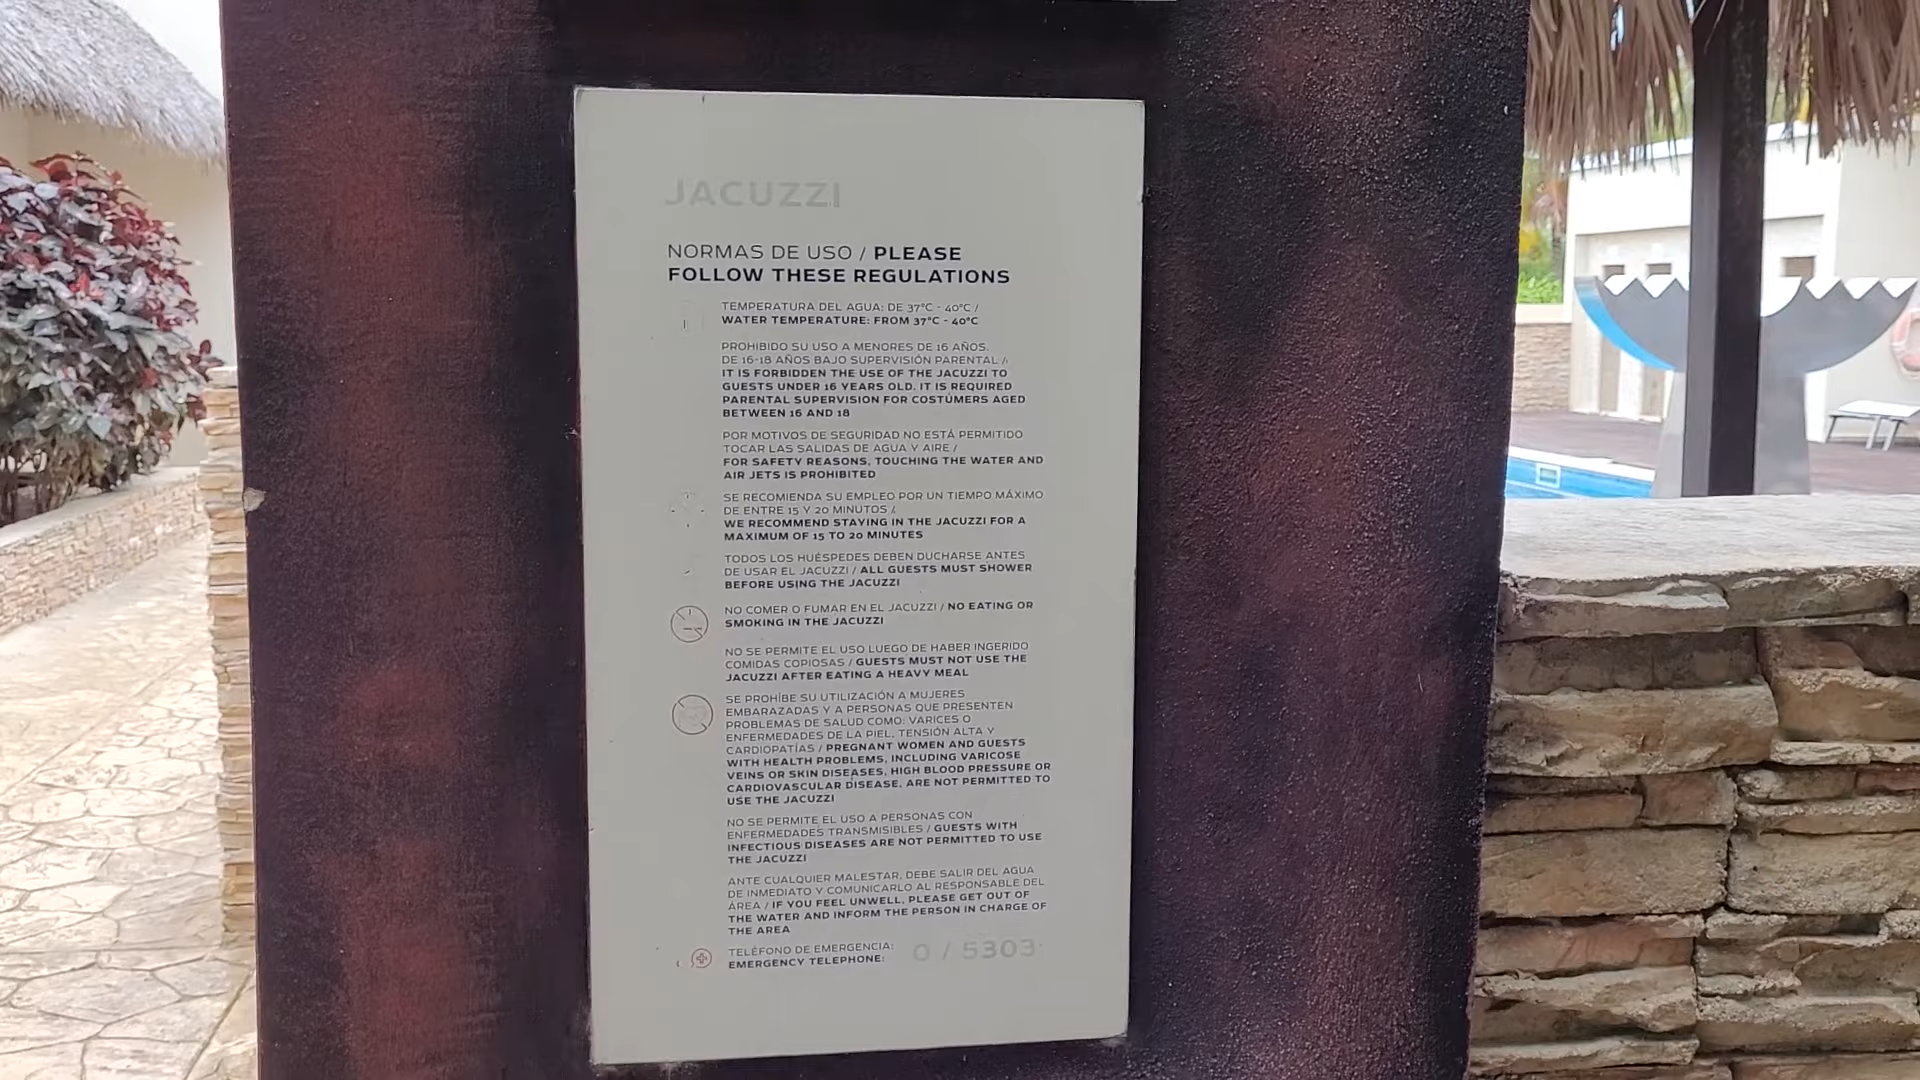 JACUZZI
NORMAS DE USO / PLEASE
FOLLOW THESE REGULATIONS
TEMPERATURA DEL AGUA: DE 37°C - 40°C /
WATER TEMPERATURE: FROM 37°C - 40°C
PROHIBIDO SU USO A MENORES DE 16 AÑOS.
DE 16-18 AÑOS BAJO SUPERVISIÓN PARENTAL /
IT IS FORBIDDEN THE USE OF THE JACUZZI TO
GUESTS UNDER 16 YEARS OLD. IT IS REQUIRED
PARENTAL SUPERVISION FOR COSTÚMERS AGED
BETWEEN 16 AND 18
POR MOTIVOS DE SEGURIDAD NO ESTÁ PERMITIDO
TOCAR LAS SALIDAS DE AGUA Y AIRE /
FOR SAFETY REASONS, TOUCHING THE WATER AND
AIR JETS IS PROHIBITED
SE RECOMIENDA SU EMPLEO POR UN TIEMPO MÁXIMO
DE ENTRE 15 Y 20 MINUTOS /
WE RECOMMEND STAYING IN THE JACUZZI FOR A
MAXIMUM OF 15 TO 20 MINUTES
TODOS LOS HUÉSPEDES DEBEN DUCHARSE ANTES
DE USAR EL JACUZZI / ALL GUESTS MUST SHOWER
BEFORE USING THE JACUZZI
NO COMER O FUMAR EN EL JACUZZI / NO EATING OR
SMOKING IN THE JACUZZI
NO SE PERMITE EL USO LUEGO DE HABER INGERIDO
COMIDAS COPIOSAS / GUESTS MUST NOT USE THE
JACUZZI AFTER EATING A HEAVY MEAL
SE PROHÍBE SU UTILIZACIÓN A MUJERES
EMBARAZADAS Y A PERSONAS QUE PRESENTEN
PROBLEMAS DE SALUD COMO: VARICES O
ENFERMEDADES DE LA PIEL, TENSIÓN ALTA Y
CARDIOPATÍAS / PREGNANT WOMEN AND GUESTS
WITH HEALTH PROBLEMS, INCLUDING VARICOSE
VEINS OR SKIN DISEASES, HIGH BLOOD PRESSURE OR
CARDIOVASCULAR DISEASE, ARE NOT PERMITTED TO
USE THE JACUZZI
NO SE PERMITE EL USO A PERSONAS CON
ENFERMEDADES TRANSMISIBLES / GUESTS WITH
INFECTIOUS DISEASES ARE NOT PERMITTED TO USE
THE JACUZZI
ANTE CUALQUIER MALESTAR, DEBE SALIR DEL AGUA
DE INMEDIATO Y COMUNICARLO AL RESPONSABLE DEL
ÁREA / IF YOU FEEL UNWELL, PLEASE GET OUT OF
THE WATER AND INFORM THE PERSON IN CHARGE OF
THE AREA
TELÉFONO DE EMERGENCIA: 0 / 5303
EMERGENCY TELEPHONE: